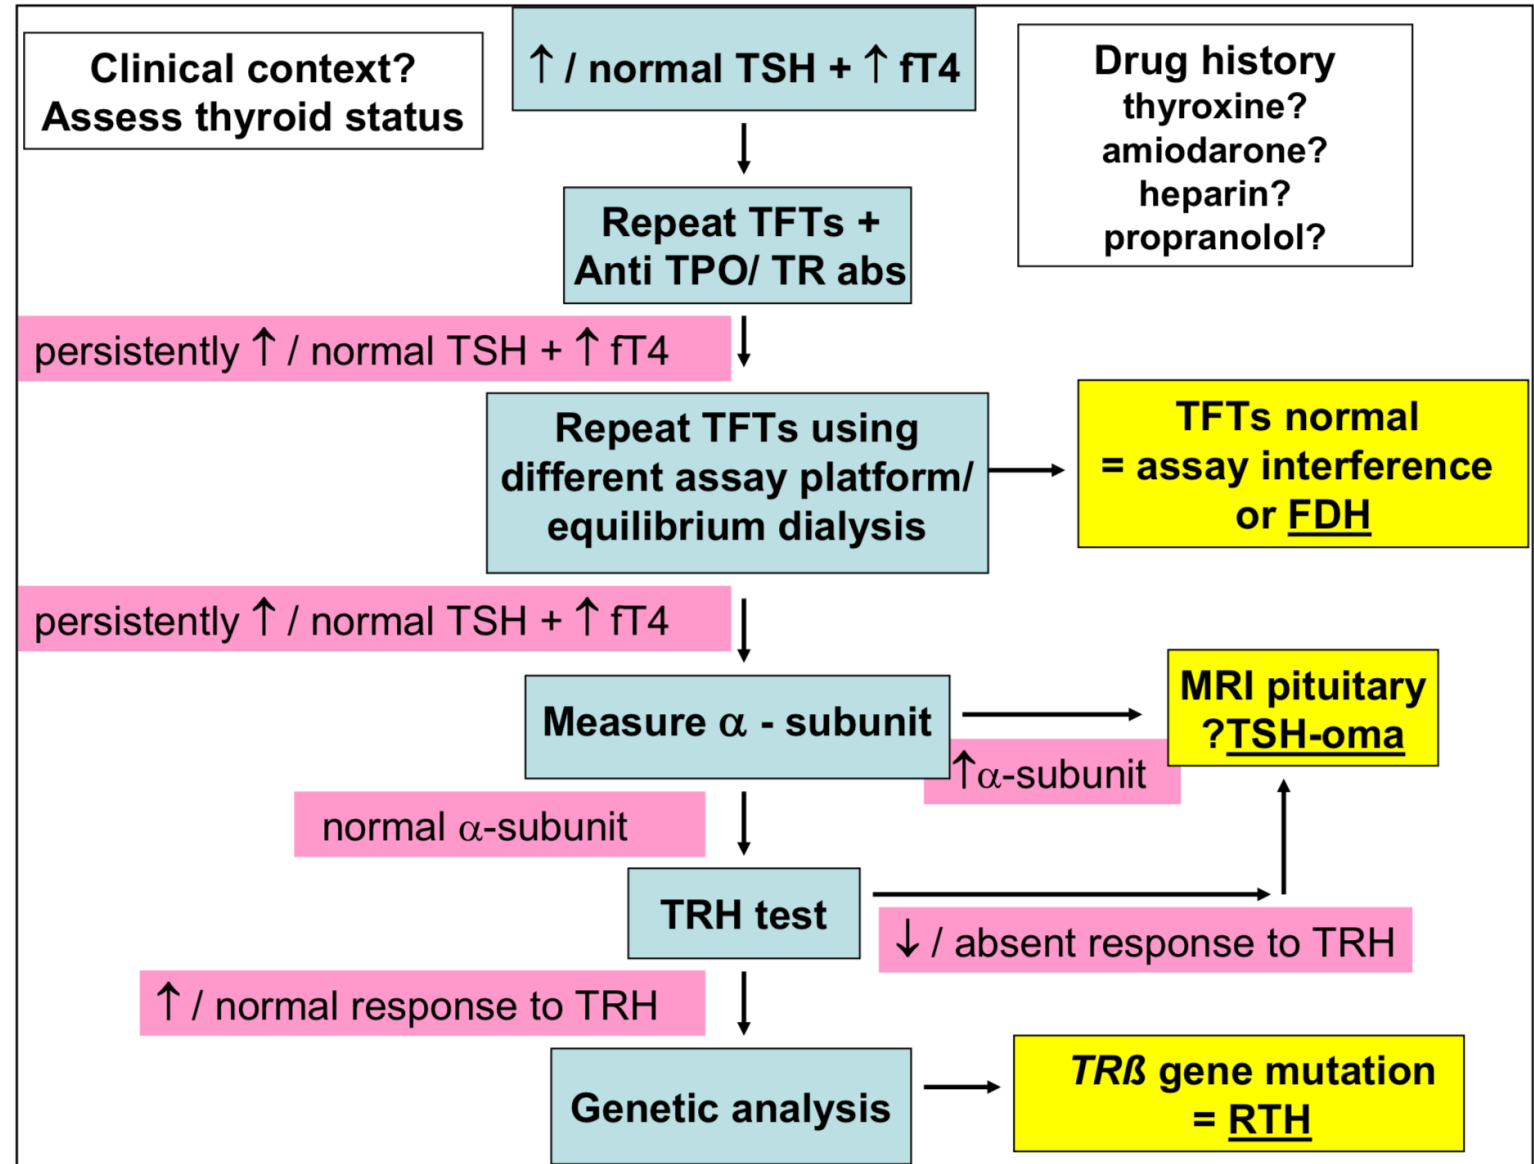 Clinical context?
Assess thyroid status
↑ / normal TSH + ↑ fT4
Drug history
thyroxine?
amiodarone?
heparin?
propranolol?
Repeat TFTs +
Anti TPO/ TR abs
persistently ↑ / normal TSH + ↑ fT4
Repeat TFTs using
different assay platform/
equilibrium dialysis
TFTs normal
= assay interference
or FDH
persistently ↑ / normal TSH + ↑ fT4
Measure α - subunit
MRI pituitary
?TSH-oma
↑α-subunit
normal α-subunit
TRH test
↓ / absent response to TRH
↑ / normal response to TRH
Genetic analysis
TRß gene mutation
= RTH